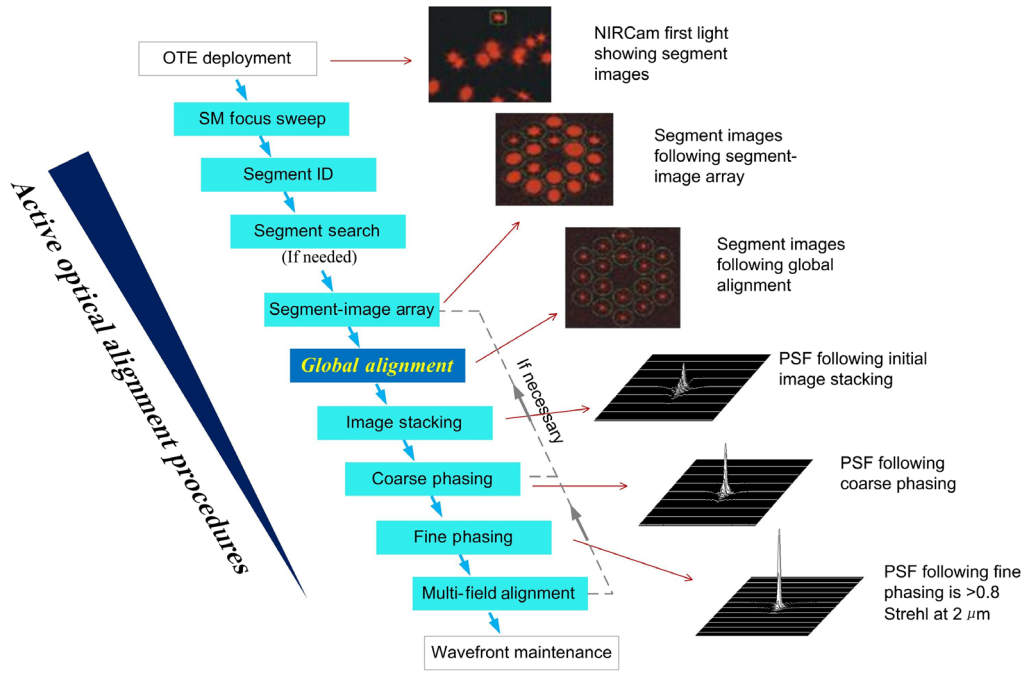 OTE deployment
NIRCam first light
showing segment
images
SM focus sweep
Segment images
following segment-
image array
Segment ID
Segment search
(If needed)
Segment images
following global
alignment
Segment-image array
Global alignment
If necessary
PSF following initial
image stacking
Image stacking
Coarse phasing
PSF following
coarse phasing
Fine phasing
PSF following fine
phasing is >0.8
Strehl at 2 μm
Multi-field alignment
Wavefront maintenance
Active optical alignment procedures